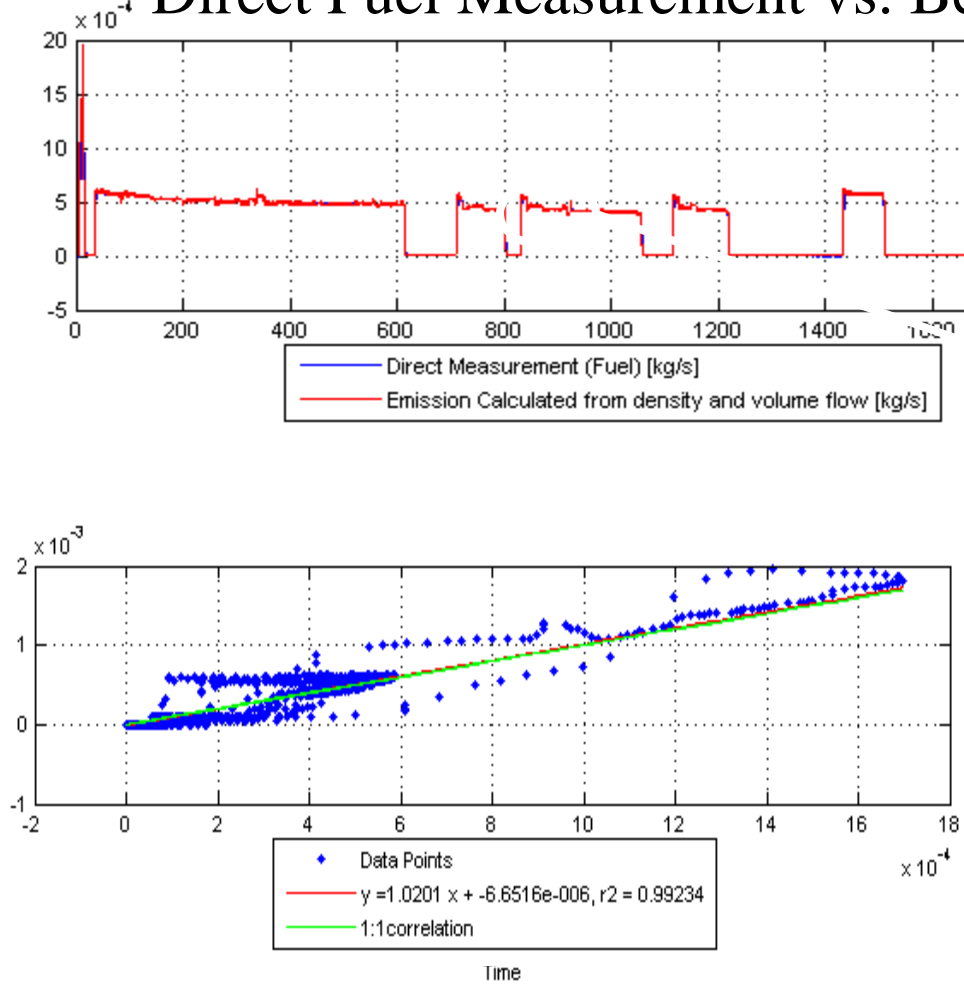 Direct Fuel Measurement vs.
x 10^-4
20
15
10
5
0
-5
0 200 400 600 800 1000 1200 1400
Direct Measurement (Fuel) [kg/s]
Emission Calculated from density and volume flow [kg/s]
x 10^-3
2
1
0
-1
-2 0 2 4 6 8 10 12 14 16 18
x 10^-4
Data Points
y =1.0201 x + -6.6516e-006, r2 = 0.99234
1:1correlation
Time